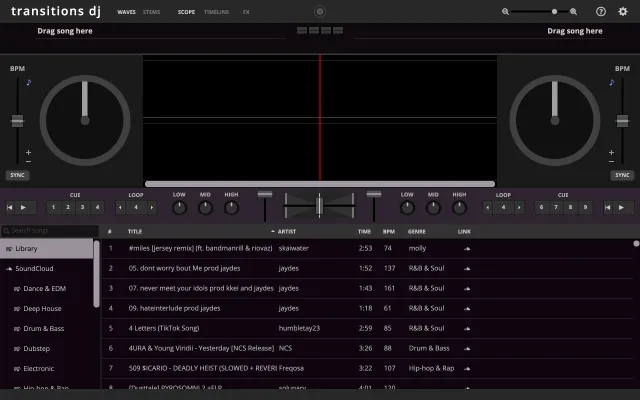 transitions dj WAVES STEMS SCOPE TIMELINE FX
Drag song here Drag song here
BPM BPM
SYNC SYNC
CUE LOOP LOW MID HIGH LOW MID HIGH LOOP CUE
1 2 3 4 4 4 6 7 8 9
Search songs
# TITLE ARTIST TIME BPM GENRE LINK
Library
SoundCloud
Dance & EDM
Deep House
Drum & Bass
Dubstep
Electronic
Hip-hop & Rap
1 #miles [jersey remix] (ft, bandmanrill & riovaz) skaiwater 2:53 74 molly
2 05. dont worry bout Me prod jaydes jaydes 1:52 137 R&B & Soul
3 07. never meet your idols prod kkei and jaydes jaydes 1:43 161 R&B & Soul
4 09. hateinterlude prod jaydes jaydes 1:18 61 R&B & Soul
5 4 Letters (TikTok Song) humbletay23 2:59 85 R&B & Soul
6 4URA & Young Viridii - Yesterday [NCS Release] NCS 3:26 88 Drum & Bass
7 509 $ICARIO - DEADLY HEIST (SLOWED + REVERB Freqosa 3:22 107 Hip-hop & Rap
8 4:01 120